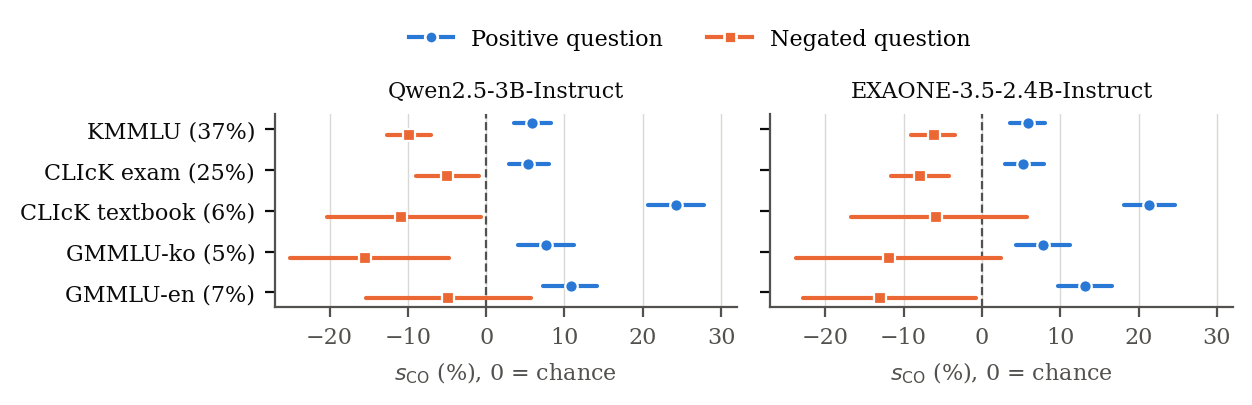 Positive question Negated question
Qwen2.5-3B-Instruct EXAONE-3.5-2.4B-Instruct
KMMLU (37%)
CLIcK exam (25%)
CLIcK textbook (6%)
GMMLU-ko (5%)
GMMLU-en (7%)
−20 −10 0 10 20 30 −20 −10 0 10 20 30
sCO (%), 0 = chance sCO (%), 0 = chance